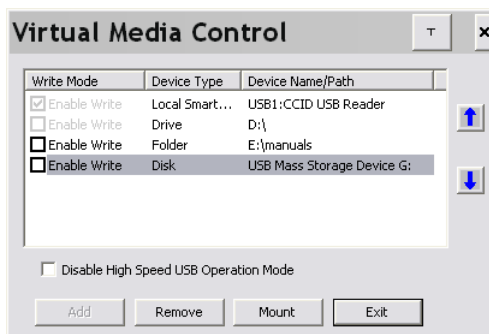 Virtual Media Control T ×
Write Mode Device Type Device Name/Path
Enable Write Local Smart... USB1:CCID USB Reader
Enable Write Drive D:\
Enable Write Folder E:\manuals
Enable Write Disk USB Mass Storage Device G:
Disable High Speed USB Operation Mode
Add Remove Mount Exit